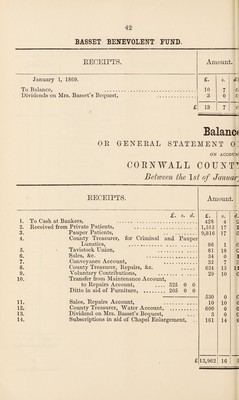 42
BASSET BENEVOLENT FUND.
RECEIPTS. Amount.
January 1, 1869. £. s. d.
To Balance, 10 7
Dividends on Mrs. Basset's Bequest, 3 0
£ 13 7
Balance
OR GENERAL STATEMENT O
ON ACCOUN
CORNWALL COUNT
Between the 1st of Januar
RECEIPTS. Amount.
£. s. d. £. s. d.
1. To Cash at Bankers, 428 4
2. Received from Private Patients, 1,163 17
3. Pauper Patients, 9,816 17
4. County Treasurer, for Criminal and Pauper
Lunatics, 86 1
5. Tavistock Union, 81 18
6. Sales, &c. 34 0
7. Conveyance Account, 32 7
8. County Treasurer, Repairs, &c. 624 13 11
9. Voluntary Contributions, 29 10
10. Transfer from Maintenance Account,
to Repairs Account, 325 0 0
Ditto in aid of Furniture, 205 0 0
530 0
11. Sales, Repairs Account, 10 10
12. County Treasurer, Water Account, 600 0
13. Dividend on Mrs. Basset's Bequest, 3 0
14. Subscriptions in aid of Chapel Enlargement, 161 14
£ 13,962 16